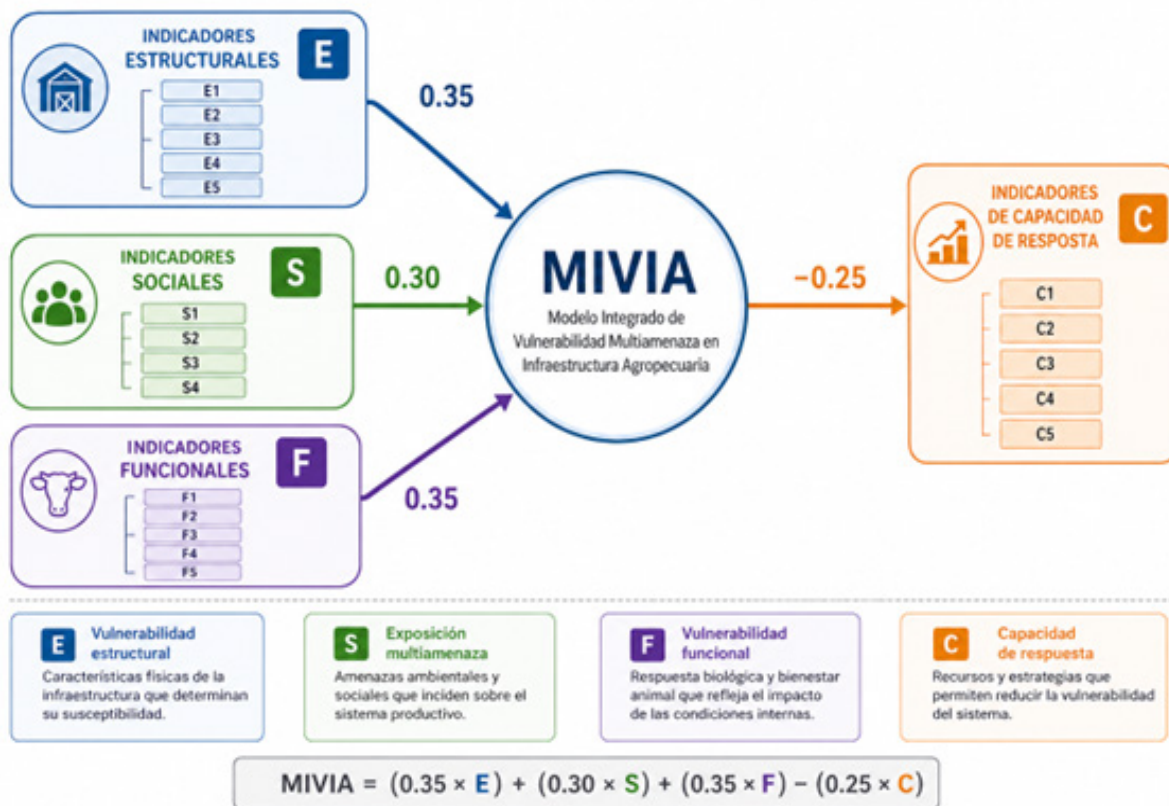 INDICADORES
ESTRUCTURALES
E
E1
E2
E3
E4
E5
0.35
INDICADORES
SOCIALES
S
S1
S2
S3
S4
0.30
INDICADORES
FUNCIONALES
F
F1
F2
F3
F4
F5
0.35
MIVIA
Modelo Integrado de
Vulnerabilidad Multiamenaza en
Infraestructura Agropecuaria
−0.25
INDICADORES
DE CAPACIDAD
DE RESPOSTA
C
C1
C2
C3
C4
C5
E
Vulnerabilidad
estructural
Características físicas de la
infraestructura que determinan
su susceptibilidad.
S
Exposición
multiamenaza
Amenazas ambientales y
sociales que inciden sobre el
sistema productivo.
F
Vulnerabilidad
funcional
Respuesta biológica y bienestar
animal que refleja el impacto
de las condiciones internas.
C
Capacidad
de respuesta
Recursos y estrategias que
permiten reducir la vulnerabilidad
del sistema.
MIVIA = (0.35 × E) + (0.30 × S) + (0.35 × F) − (0.25 × C)